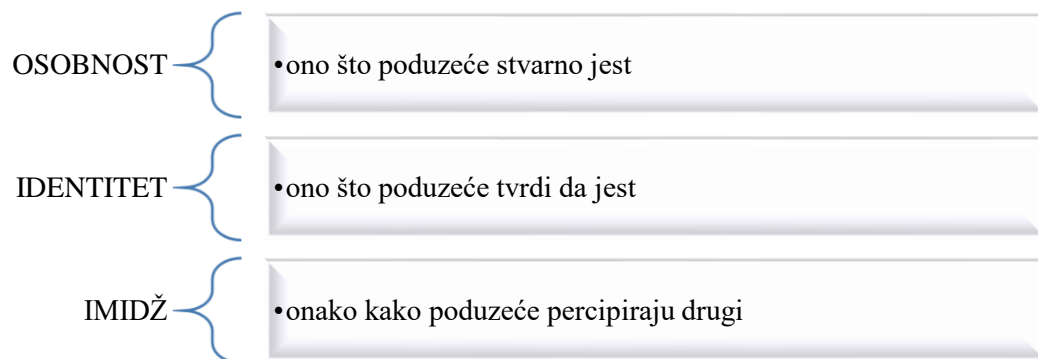 OSOBNOST
•ono što poduzeće stvarno jest
IDENTITET
•ono što poduzeće tvrdi da jest
IMIDŽ
•onako kako poduzeće percipiraju drugi